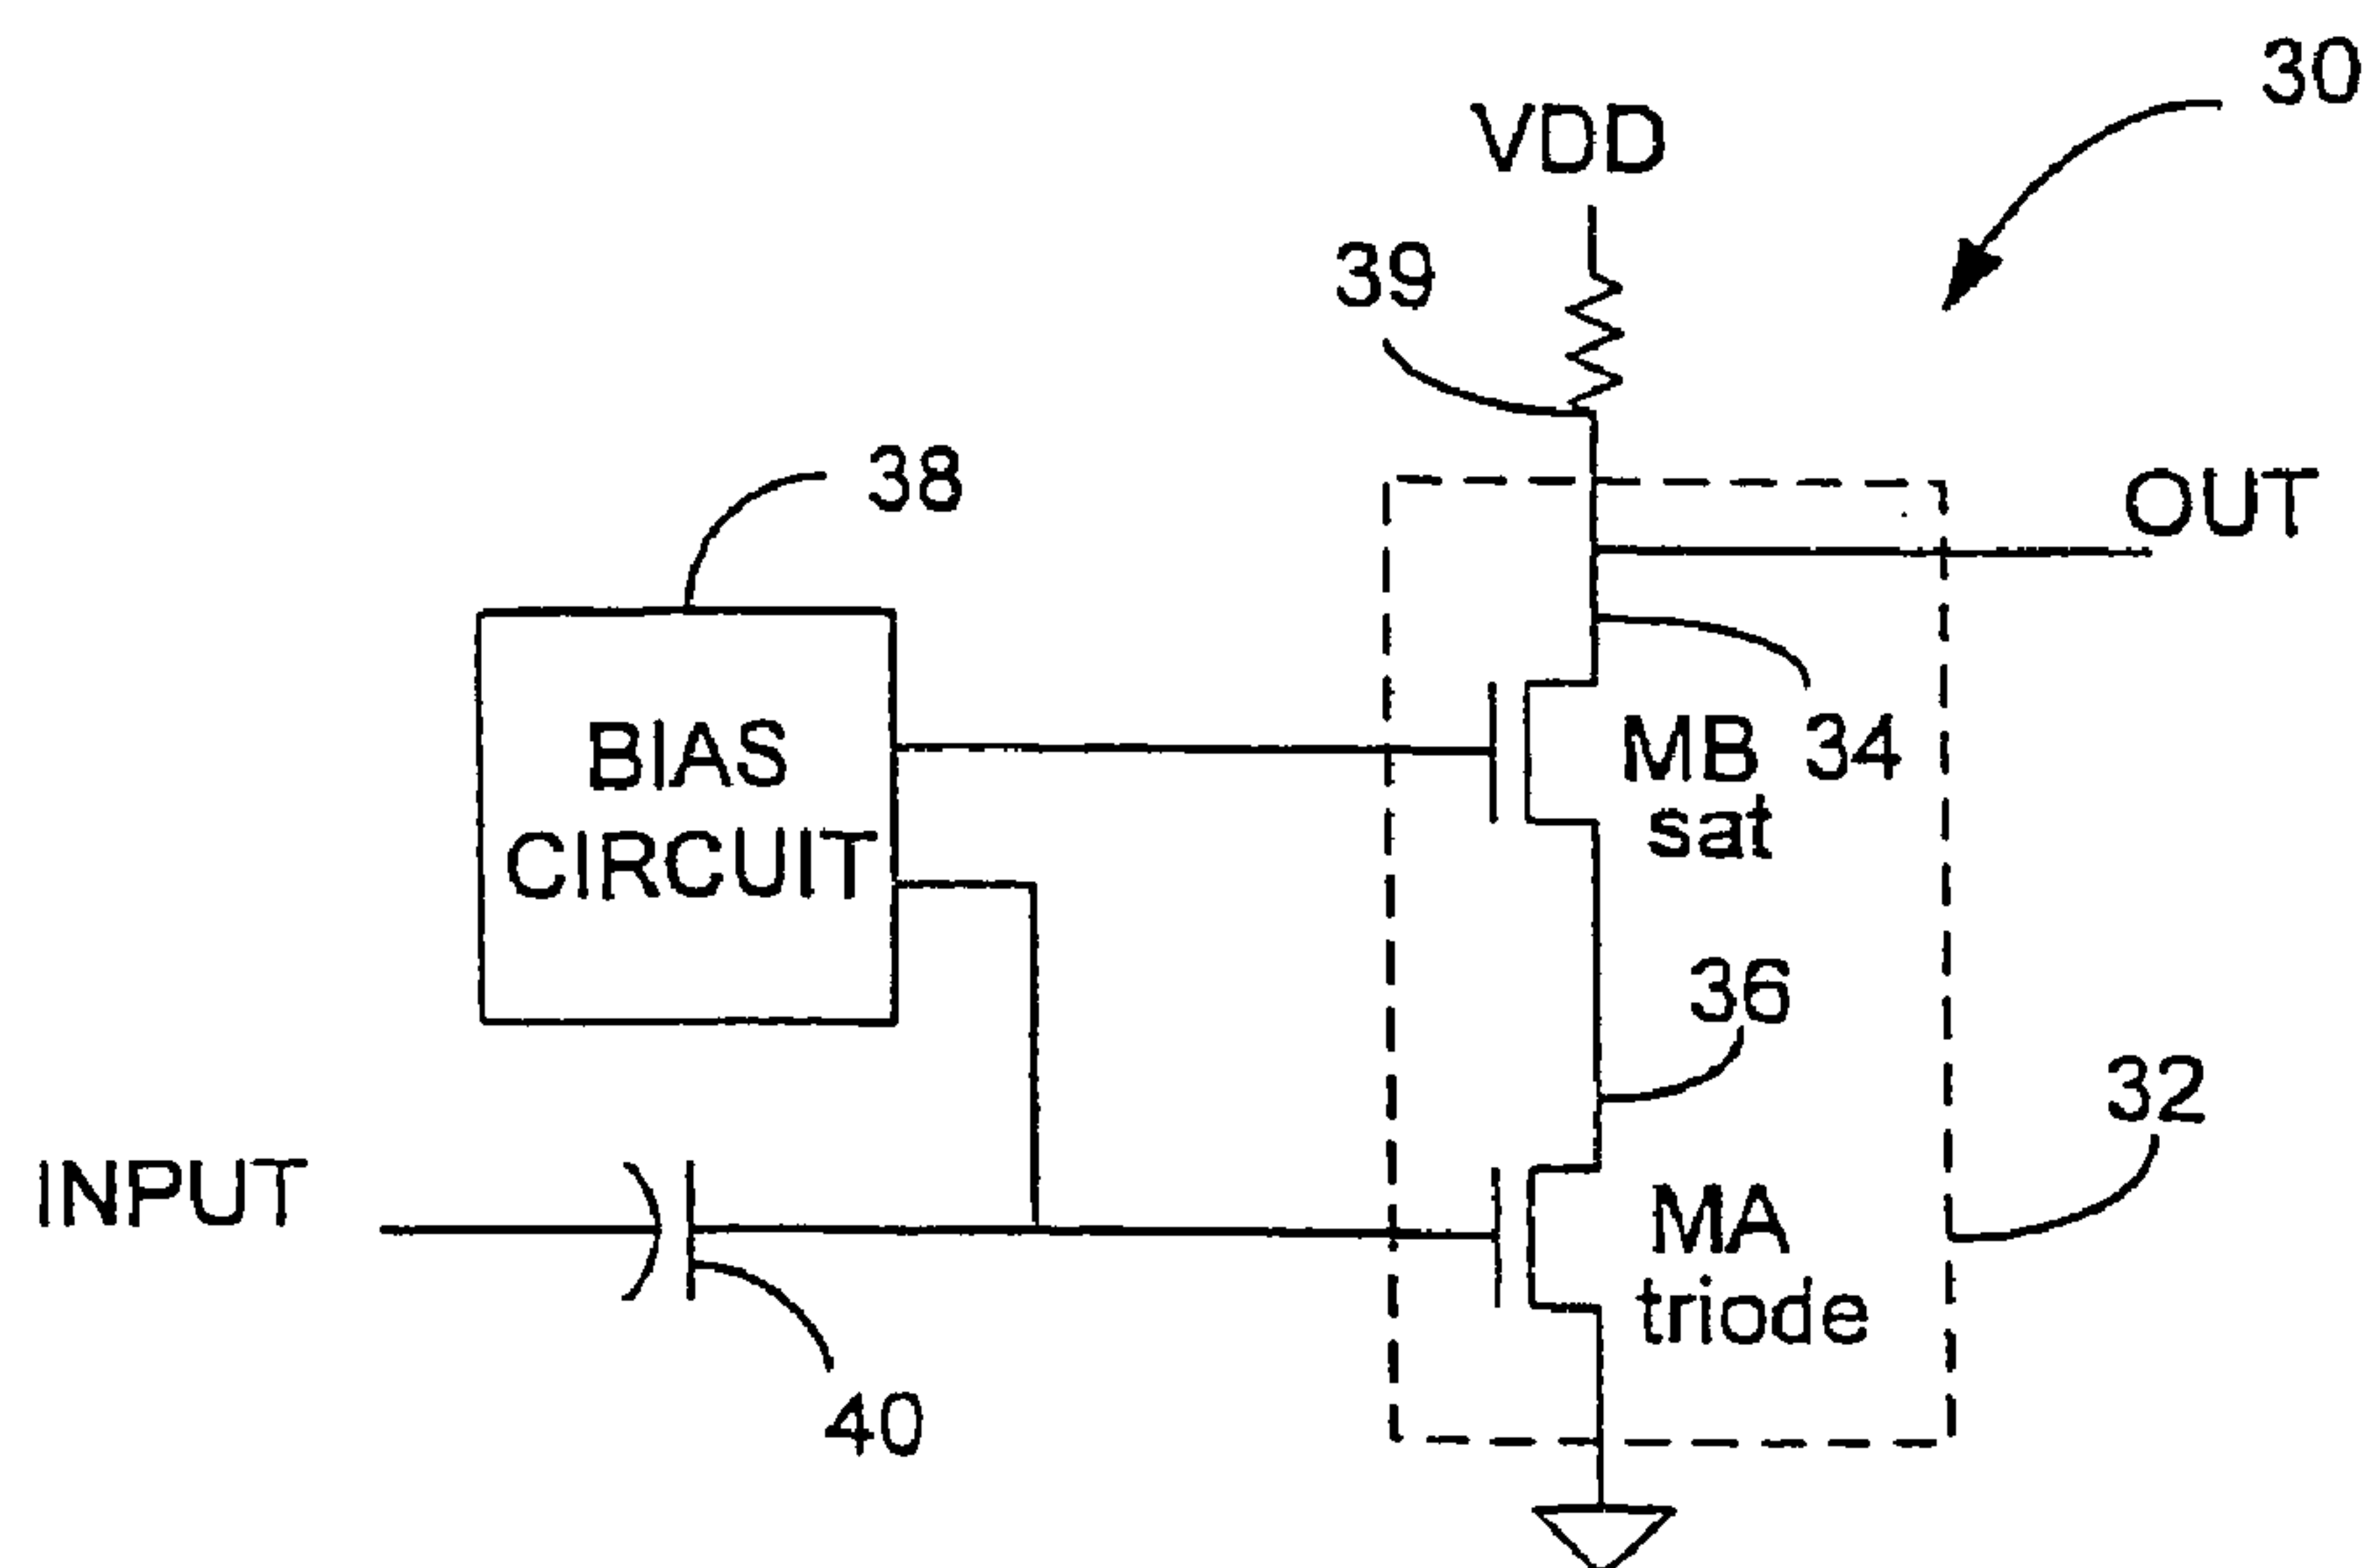 30
VDD
39
OUT
38
BIAS
CIRCUIT
MB
sat
34
36
32
INPUT
MA
triode
40